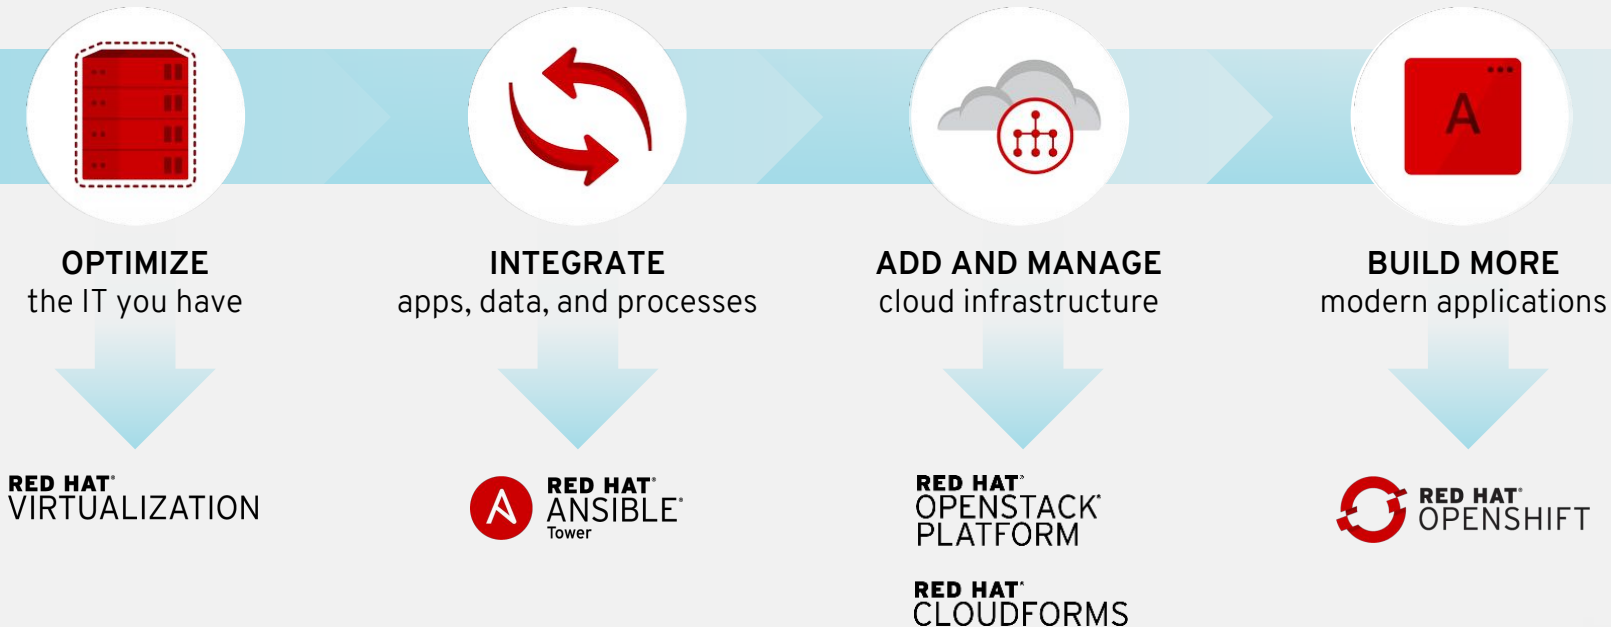 A
OPTIMIZE
the IT you have
INTEGRATE
apps, data, and processes
ADD AND MANAGE
cloud infrastructure
BUILD MORE
modern applications
RED HAT®
VIRTUALIZATION
RED HAT®
ANSIBLE®
Tower
RED HAT®
OPENSTACK®
PLATFORM
RED HAT®
CLOUDFORMS
RED HAT®
OPENSHIFT